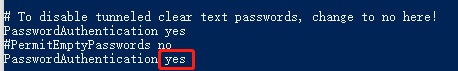 # To disable tunneled clear text passwords, change to no here!
PasswordAuthentication yes
#PermitEmptyPasswords no
PasswordAuthentication yes